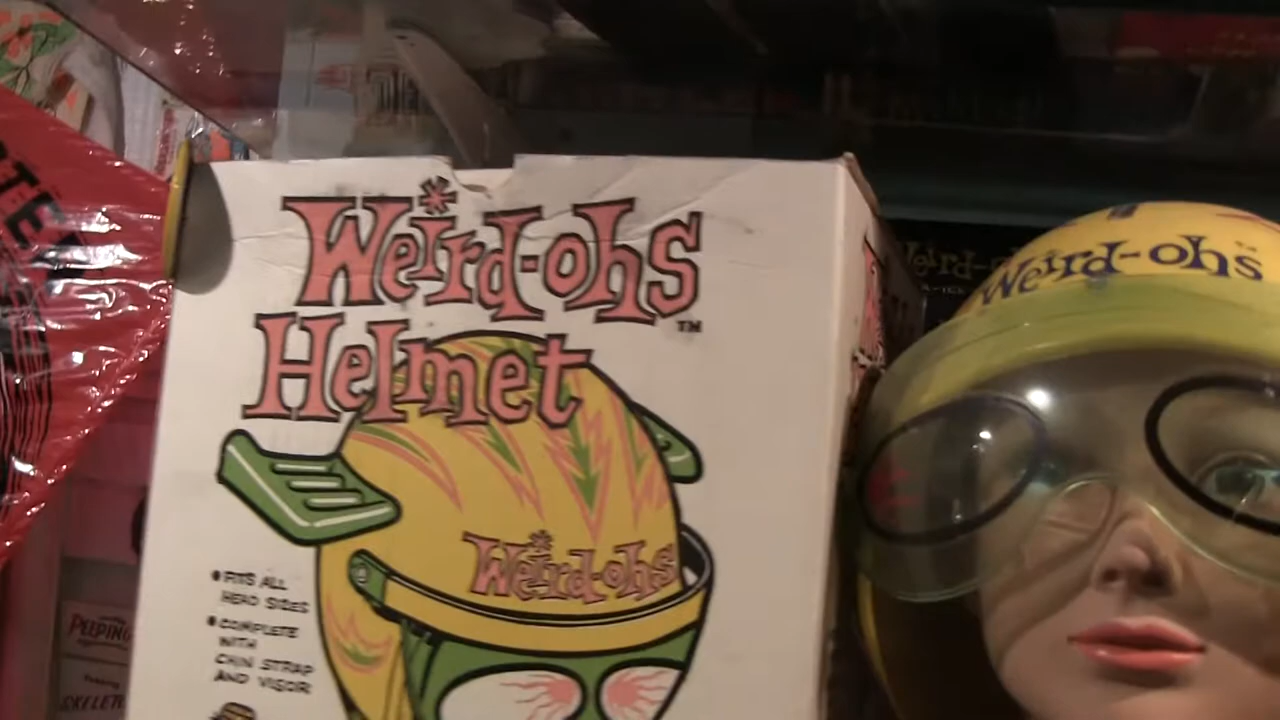 Weird-ohs
TM
Helmet
Weird-ohs
• FITS ALL
HEAD SIZES
• COMPLETE
WITH
CHIN STRAP
AND VISOR
Weird-ohs
PEEPING